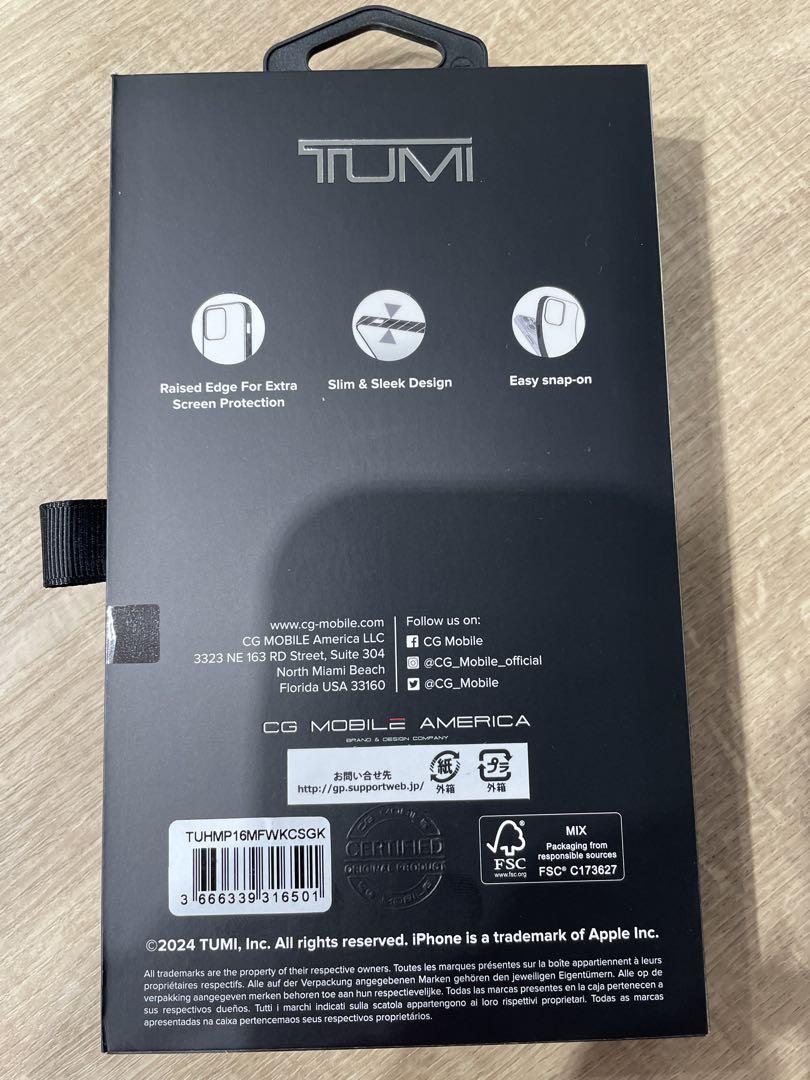 TUMI
Raised Edge For Extra
Screen Protection
Slim & Sleek Design
Easy snap-on
www.cg-mobile.com
CG MOBILE America LLC
3323 NE 163 RD Street, Suite 304
North Miami Beach
Florida USA 33160
Follow us on:
CG Mobile
@CG_Mobile_official
@CG_Mobile
CG MOBILE AMERICA
BRAND & DESIGN COMPANY
お問い合せ先
http://gp.supportweb.jp/
紙
外箱
プラ
外箱
TUHMP16MFWKCSGK
3 666339 316501
CG MOBILE
CERTIFIED
ORIGINAL PRODUCT
CG MOBILE
FSC
www.fsc.org
MIX
Packaging from
responsible sources
FSC® C173627
©2024 TUMI, Inc. All rights reserved. iPhone is a trademark of Apple Inc.
All trademarks are the property of their respective owners. Toutes les marques présentes sur la boîte appartiennent à leurs
propriétaires respectifs. Alle auf der Verpackung angegebenen Marken gehören den jeweiligen Eigentümern. Alle op de
verpakking aangegeven merken behoren toe aan hun respectievelijke. Todas las marcas presentes en la caja pertenecen a
sus respectivos dueños. Tutti i marchi indicati sulla scatola appartengono ai loro rispettivi proprietari. Todas as marcas
apresentadas na caixa pertencemaos seus respectivos proprietários.